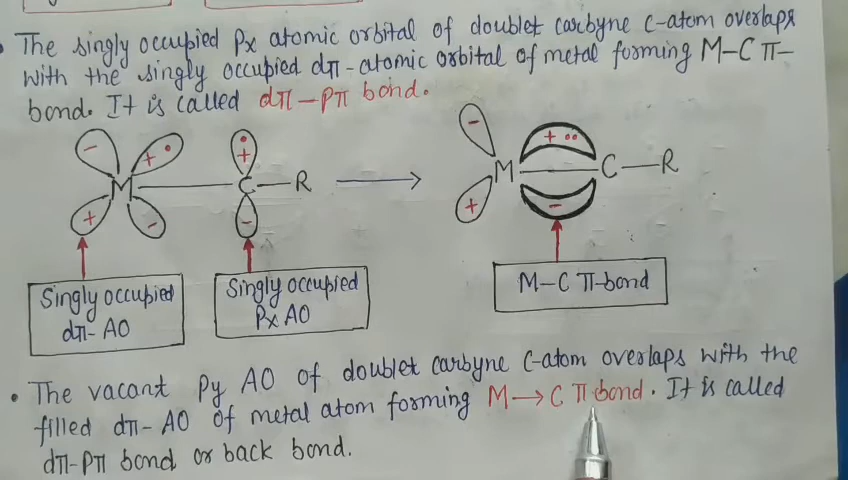 The singly occupied Px atomic orbital of doublet carbyne C-atom overlaps
with the singly occupied dπ-atomic orbital of metal forming M-C π-
bond. It is called dπ-Pπ bond.
- + • • + - •• +
M C-R → M C-R
+ - - + -
Singly occupied
dπ-AO
Singly occupied
Px AO
M-C π-bond
• The vacant Py AO of doublet carbyne C-atom overlaps with the
filled dπ-AO of metal atom forming M→C π bond. It is called
dπ-Pπ bond or back bond.